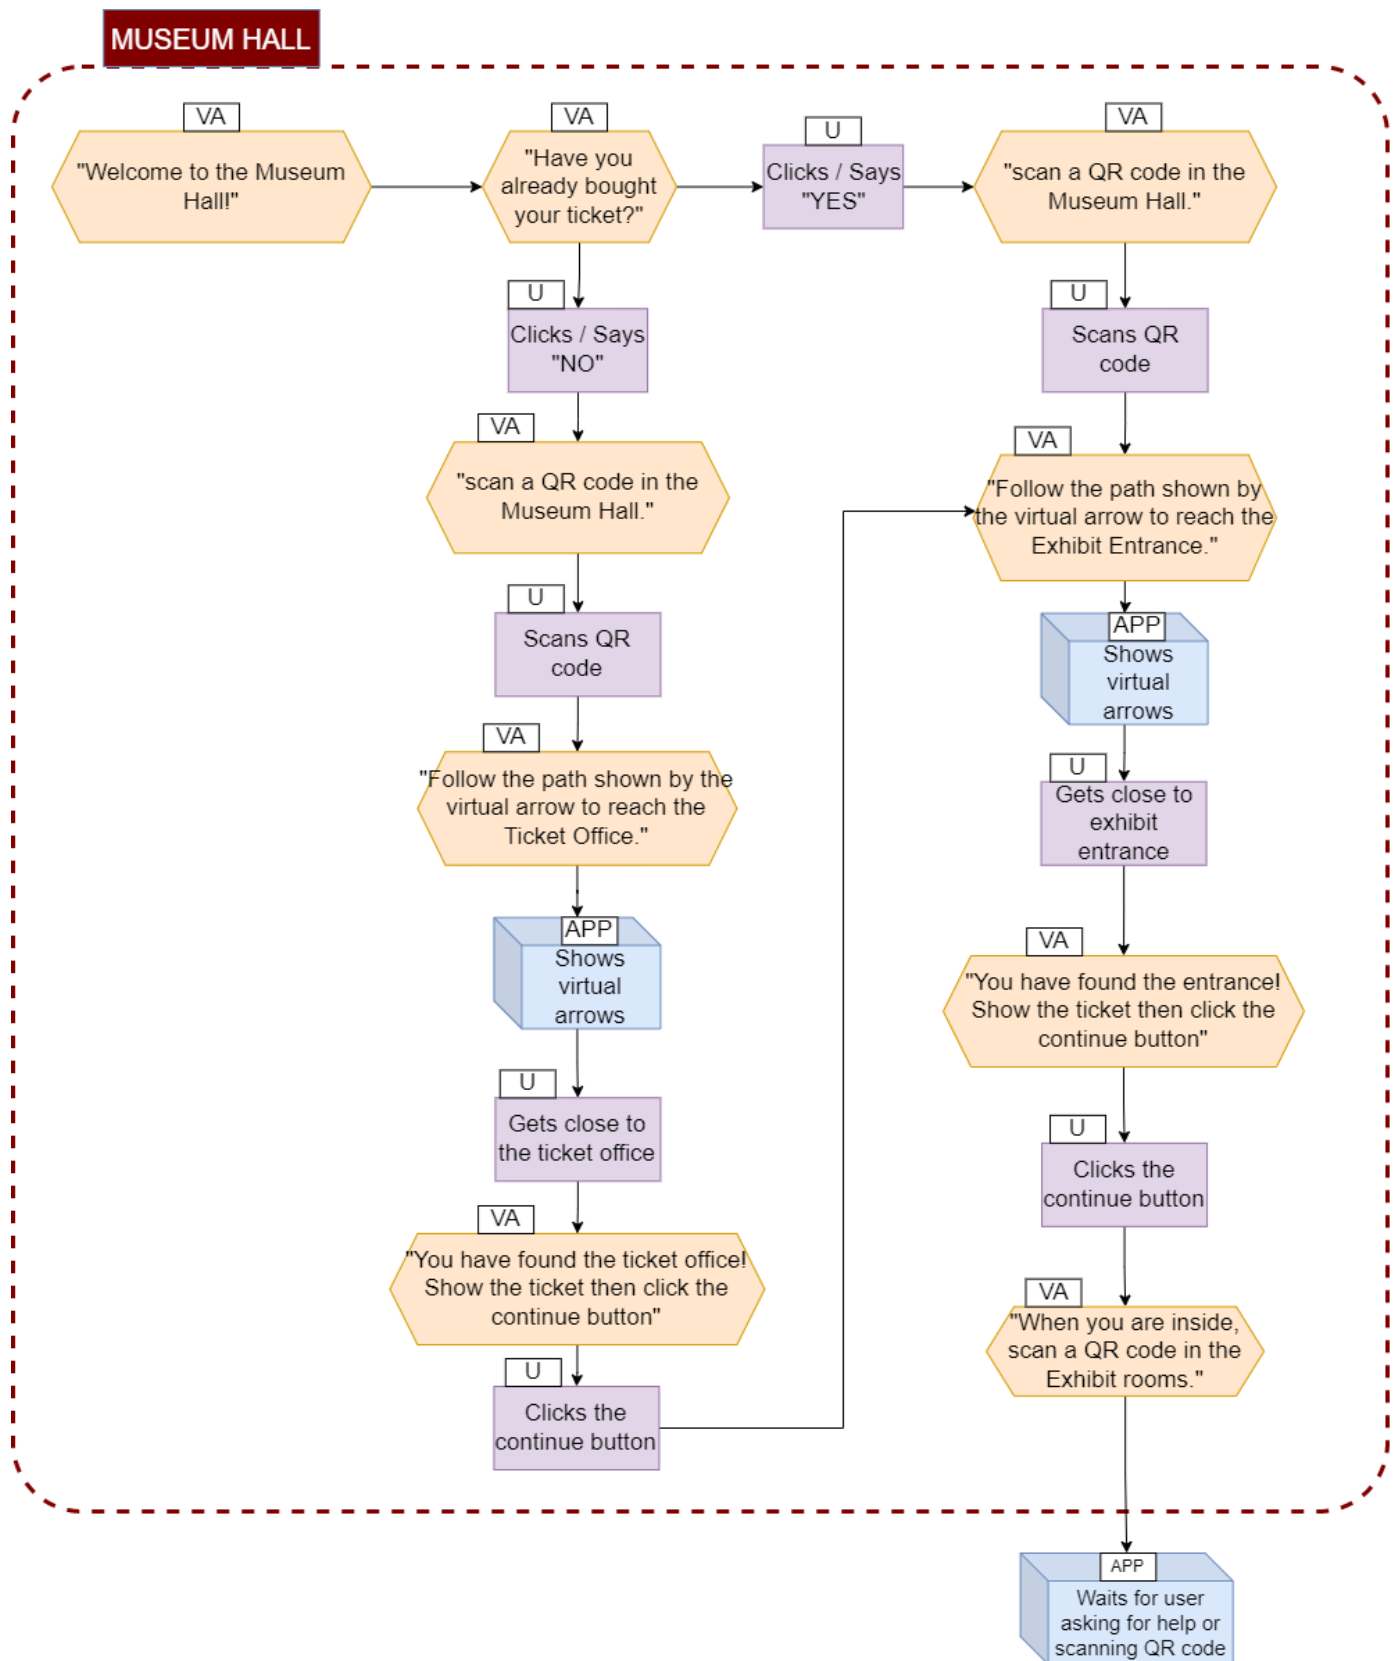 MUSEUM HALL
VA
"Welcome to the Museum
Hall!"
VA
"Have you
already bought
your ticket?"
U
Clicks / Says
"YES"
VA
"scan a QR code in the
Museum Hall."
U
Clicks / Says
"NO"
VA
"scan a QR code in the
Museum Hall."
U
Scans QR
code
VA
"Follow the path shown by the
virtual arrow to reach the
Ticket Office."
APP
Shows
virtual
arrows
U
Gets close to
the ticket office
VA
"You have found the ticket office!
Show the ticket then click the
continue button"
U
Clicks the
continue button
U
Scans QR
code
VA
"Follow the path shown by
the virtual arrow to reach the
Exhibit Entrance."
APP
Shows
virtual
arrows
U
Gets close to
exhibit
entrance
VA
"You have found the entrance!
Show the ticket then click the
continue button"
U
Clicks the
continue button
VA
"When you are inside,
scan a QR code in the
Exhibit rooms."
APP
Waits for user
asking for help or
scanning QR code